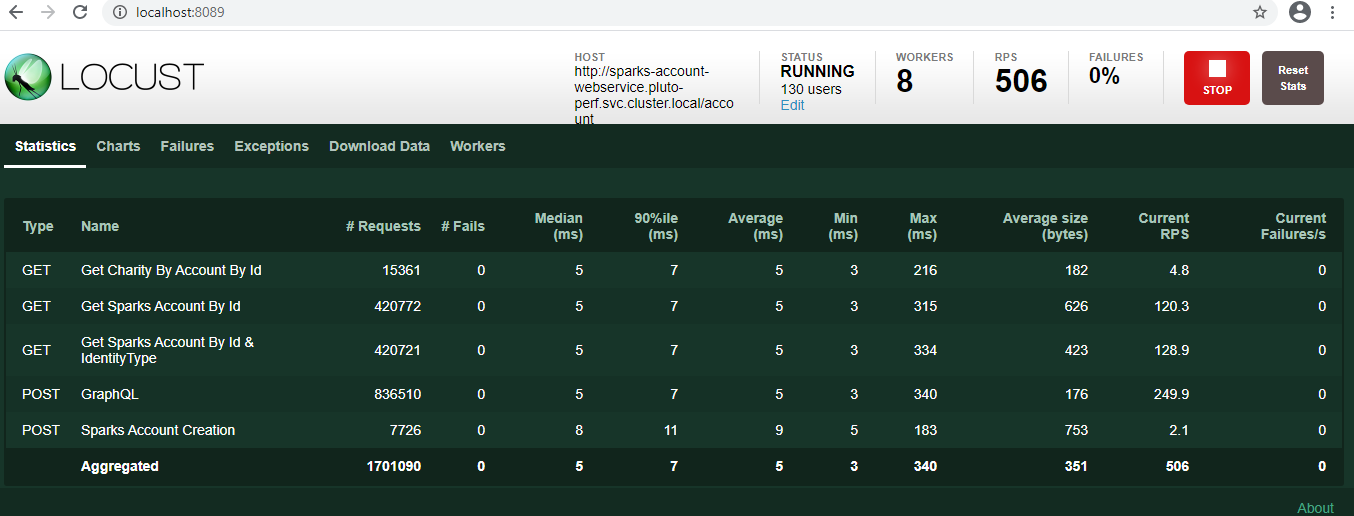 localhost:8089
LOCUST
HOST
http://sparks-account-
webservice.pluto-
perf.svc.cluster.local/acco
unt
STATUS
RUNNING
130 users
Edit
WORKERS
8
RPS
506
FAILURES
0%
STOP
Reset
Stats
Statistics Charts Failures Exceptions Download Data Workers
Type Name # Requests # Fails Median (ms) 90%ile (ms) Average (ms) Min (ms) Max (ms) Average size (bytes) Current RPS Current Failures/s
GET Get Charity By Account By Id 15361 0 5 7 5 3 216 182 4.8 0
GET Get Sparks Account By Id 420772 0 5 7 5 3 315 626 120.3 0
GET Get Sparks Account By Id & IdentityType 420721 0 5 7 5 3 334 423 128.9 0
POST GraphQL 836510 0 5 7 5 3 340 176 249.9 0
POST Sparks Account Creation 7726 0 8 11 9 5 183 753 2.1 0
Aggregated 1701090 0 5 7 5 3 340 351 506 0
About